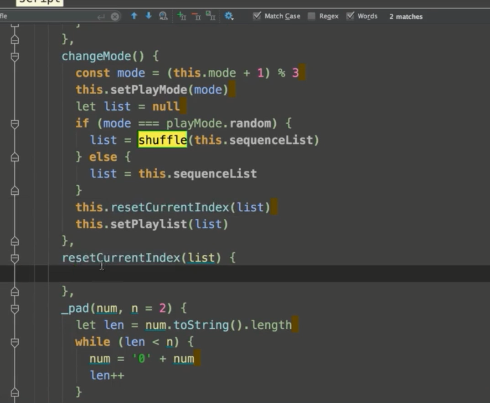 script
fle Match Case Regex Words 2 matches
},
changeMode() {
const mode = (this.mode + 1) % 3
this.setPlayMode(mode)
let list = null
if (mode === playMode.random) {
list = shuffle(this.sequenceList)
} else {
list = this.sequenceList
}
this.resetCurrentIndex(list)
this.setPlaylist(list)
},
resetCurrentIndex(list) {
},
_pad(num, n = 2) {
let len = num.toString().length
while (len < n) {
num = '0' + num
len++
}